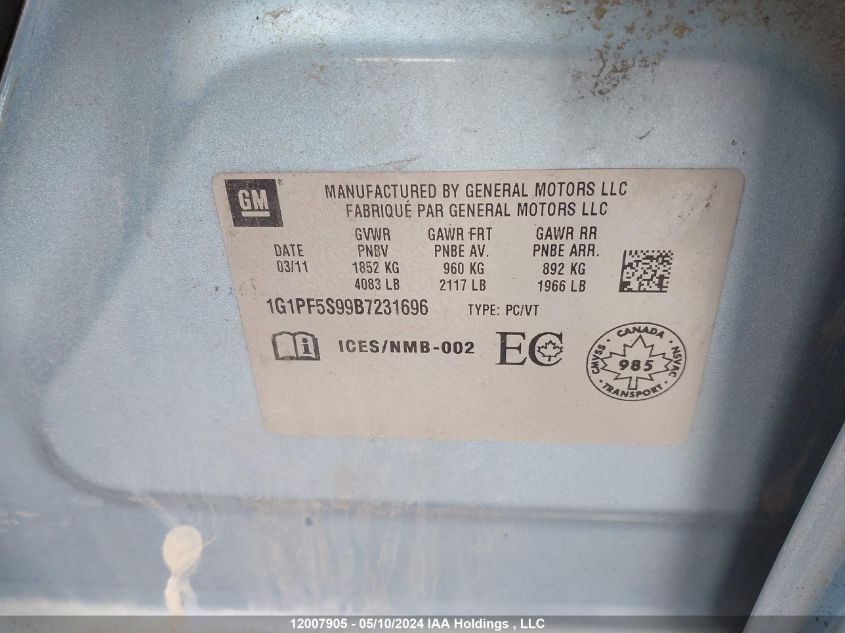 GM
MANUFACTURED BY GENERAL MOTORS LLC
FABRIQUÉ PAR GENERAL MOTORS LLC
GVWR GAWR FRT GAWR RR
DATE PNBV PNBE AV. PNBE ARR.
03/11 1852 KG 960 KG 892 KG
4083 LB 2117 LB 1966 LB
1G1PF5S99B7231696 TYPE: PC/VT
ICES/NMB-002 EC
CANADA
CMVSS 985 NSVAC
TRANSPORT
12007905 - 05/10/2024 IAA Holdings , LLC